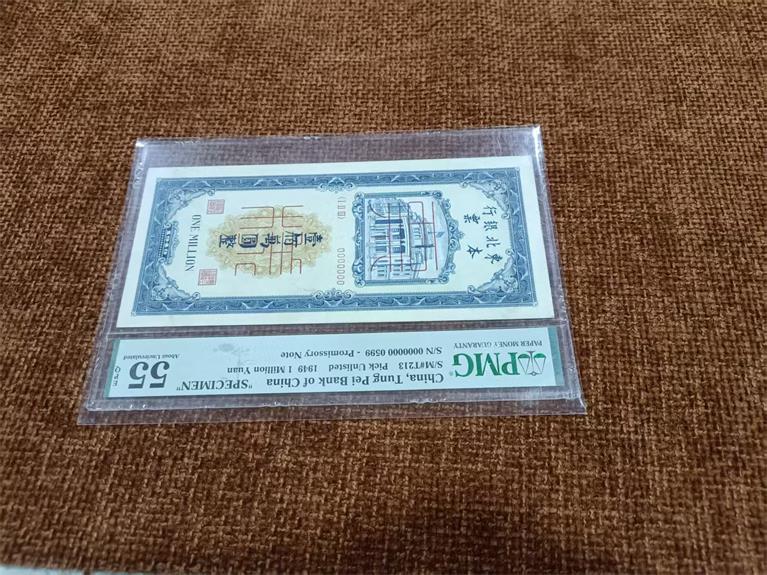 PMG
PAPER MONEY GUARANTY
China, Tung Pei Bank of China "SPECIMEN"
S/M#T213 Pick Unlisted 1949 1 Million Yuan
S/N 0000000 0599 - Promissory Note
55
About Uncirculated
東北銀行
本票
0000000
壹佰萬圓整
ONE MILLION